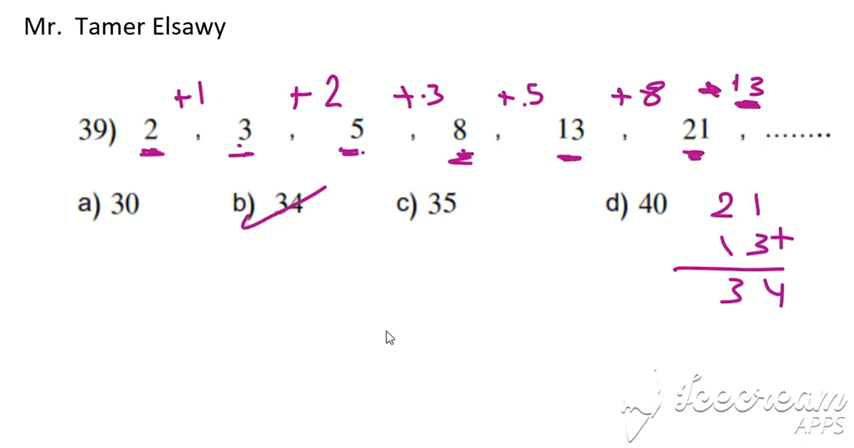 Mr. Tamer Elsawy
+1 +2 +3 +5 +8 +13
39) 2 , 3 , 5 , 8 , 13 , 21 , ........
a) 30 b) 34 c) 35 d) 40
21
13+
34
Icecream
APPS